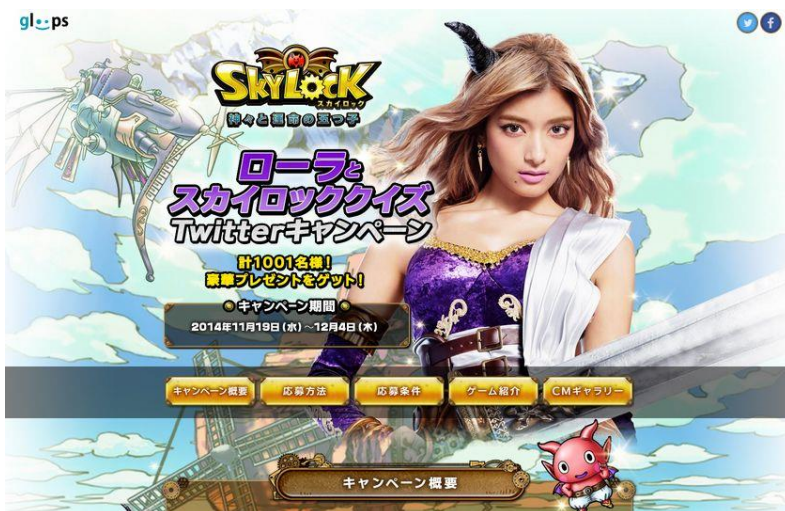 gloops
SKYLOCK
スカイロック
神々と運命の五つ子
ローラと
スカイロッククイズ
Twitterキャンペーン
計1001名様！
豪華プレゼントをゲット！
キャンペーン期間
2014年11月19日(水)～12月4日(木)
キャンペーン概要
応募方法
応募条件
ゲーム紹介
CMギャラリー
キャンペーン概要